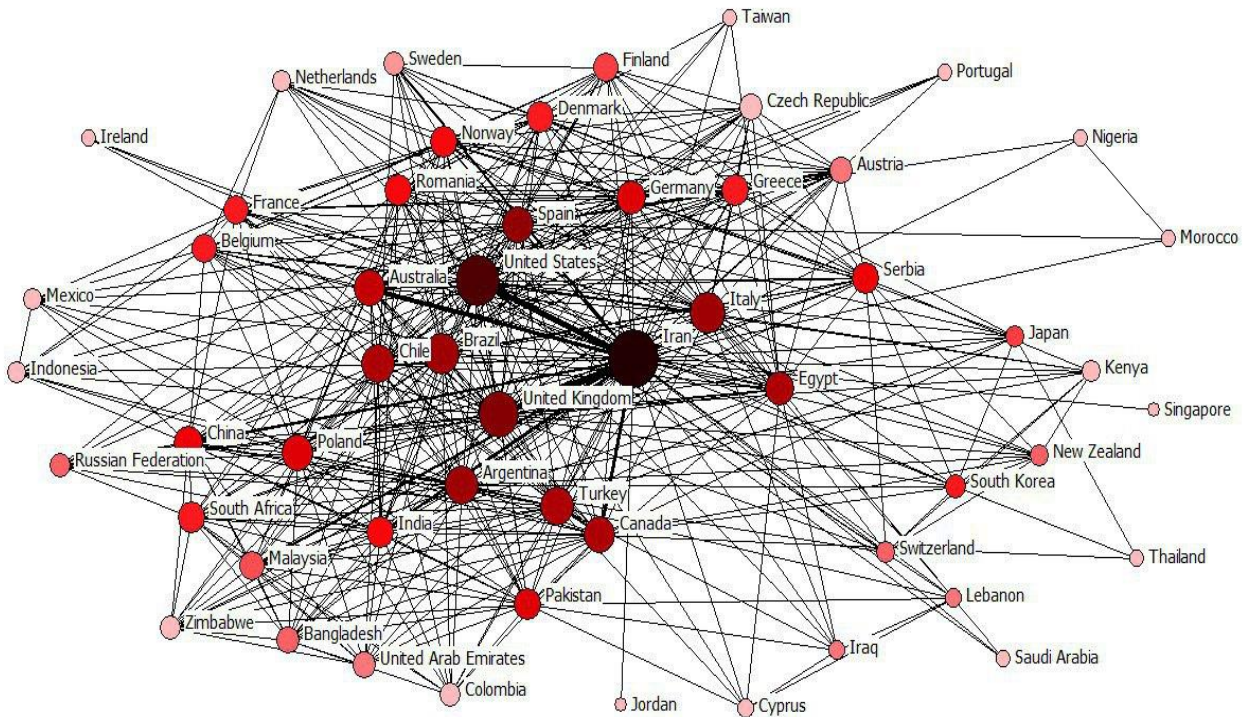 Taiwan
Sweden
Finland
Netherlands
Portugal
Czech Republic
Denmark
Ireland
Norway
Nigeria
Austria
Romania
Germany
Greece
France
Spain
Belgium
Morocco
United States
Australia
Serbia
Mexico
Italy
Iran
Japan
Brazil
Chile
Indonesia
Egypt
Kenya
United Kingdom
Singapore
China
Poland
Russian Federation
New Zealand
Argentina
South Korea
Turkey
South Africa
India
Canada
Switzerland
Malaysia
Thailand
Pakistan
Lebanon
Zimbabwe
Bangladesh
Iraq
United Arab Emirates
Saudi Arabia
Colombia
Jordan
Cyprus